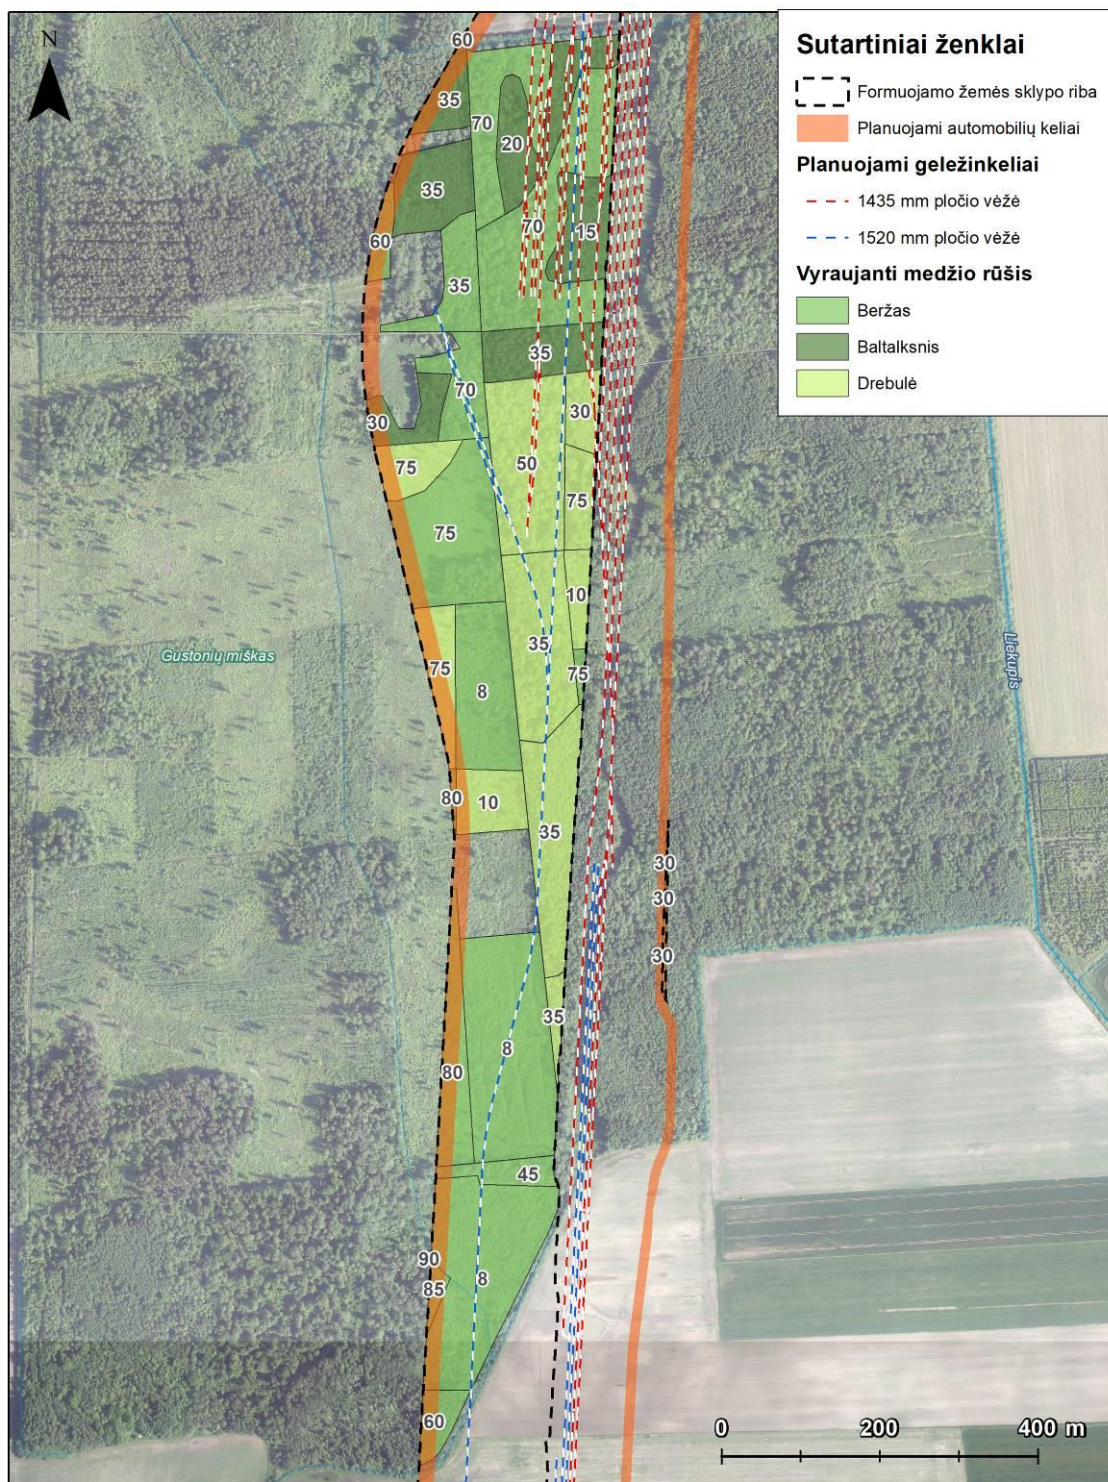 N
Sutartiniai ženklai
Formuojamo žemės sklypo riba
Planuojami automobilių keliai
Planuojami geležinkeliai
1435 mm pločio vėžė
1520 mm pločio vėžė
Vyraujanti medžio rūšis
Beržas
Baltalksnis
Drebulė
60
35
70
20
35
70
15
60
35
35
70
30
30
75
50
75
75
10
35
75
75
8
80
10
35
30
30
30
35
8
80
45
90
85
8
60
Gustonių miškas
Liekupis
0 200 400 m